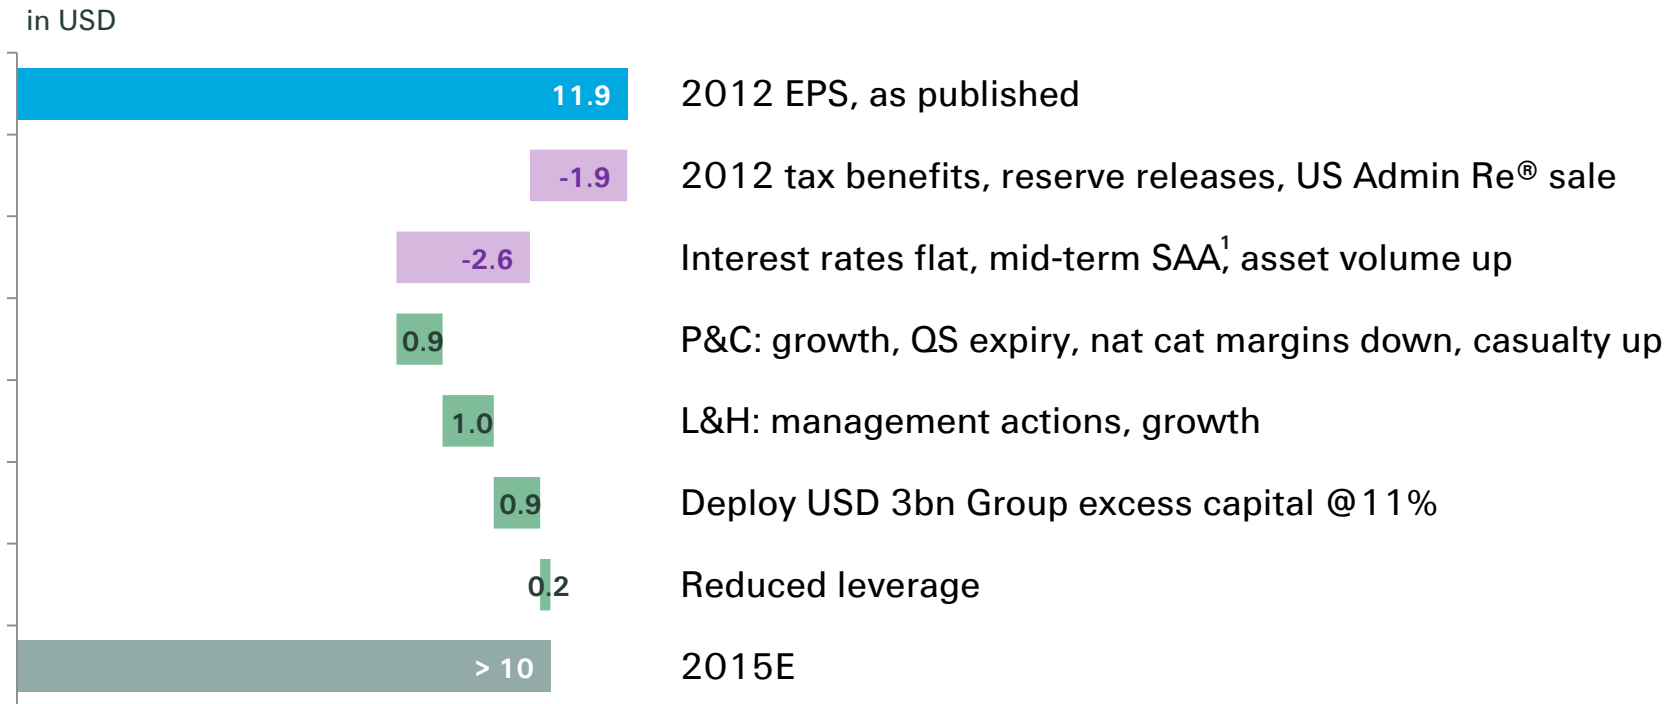 in USD
11.9 2012 EPS, as published
-1.9 2012 tax benefits, reserve releases, US Admin Re® sale
-2.6 Interest rates flat, mid-term SAA¹, asset volume up
0.9 P&C: growth, QS expiry, nat cat margins down, casualty up
1.0 L&H: management actions, growth
0.9 Deploy USD 3bn Group excess capital @11%
0.2 Reduced leverage
> 10 2015E